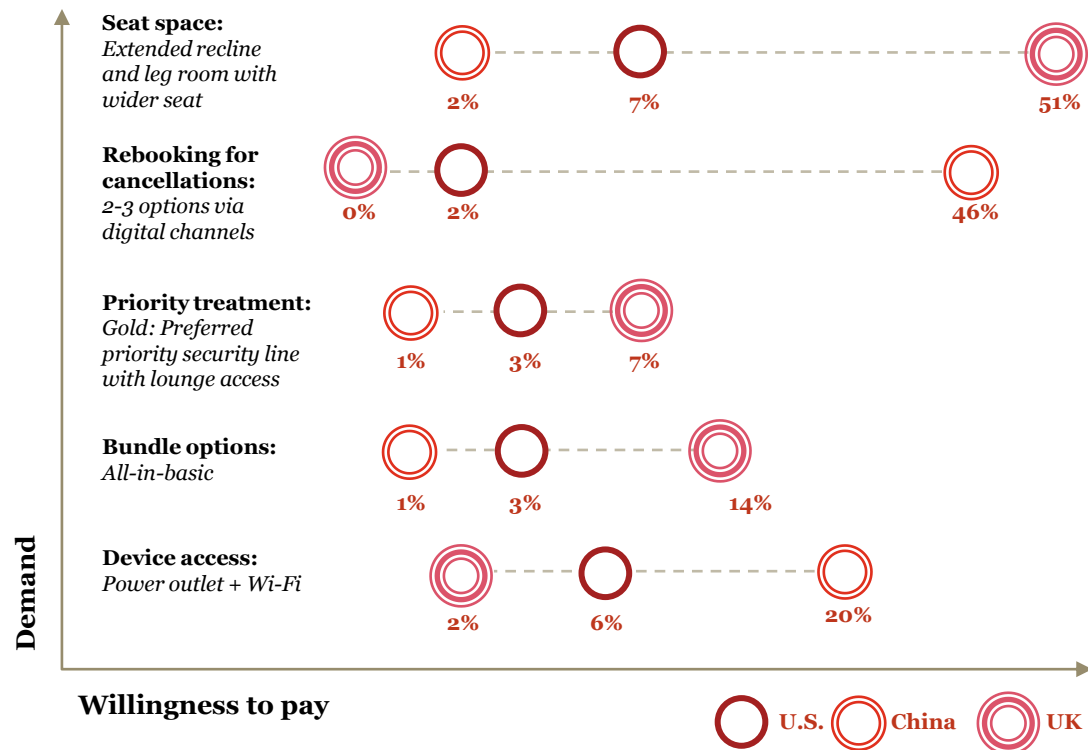 Seat space:
Extended recline
and leg room with
wider seat
2%
7%
51%
Rebooking for
cancellations:
2-3 options via
digital channels
0%
2%
46%
Priority treatment:
Gold: Preferred
priority security line
with lounge access
1%
3%
7%
Bundle options:
All-in-basic
1%
3%
14%
Device access:
Power outlet + Wi-Fi
2%
6%
20%
Demand
Willingness to pay
U.S.
China
UK